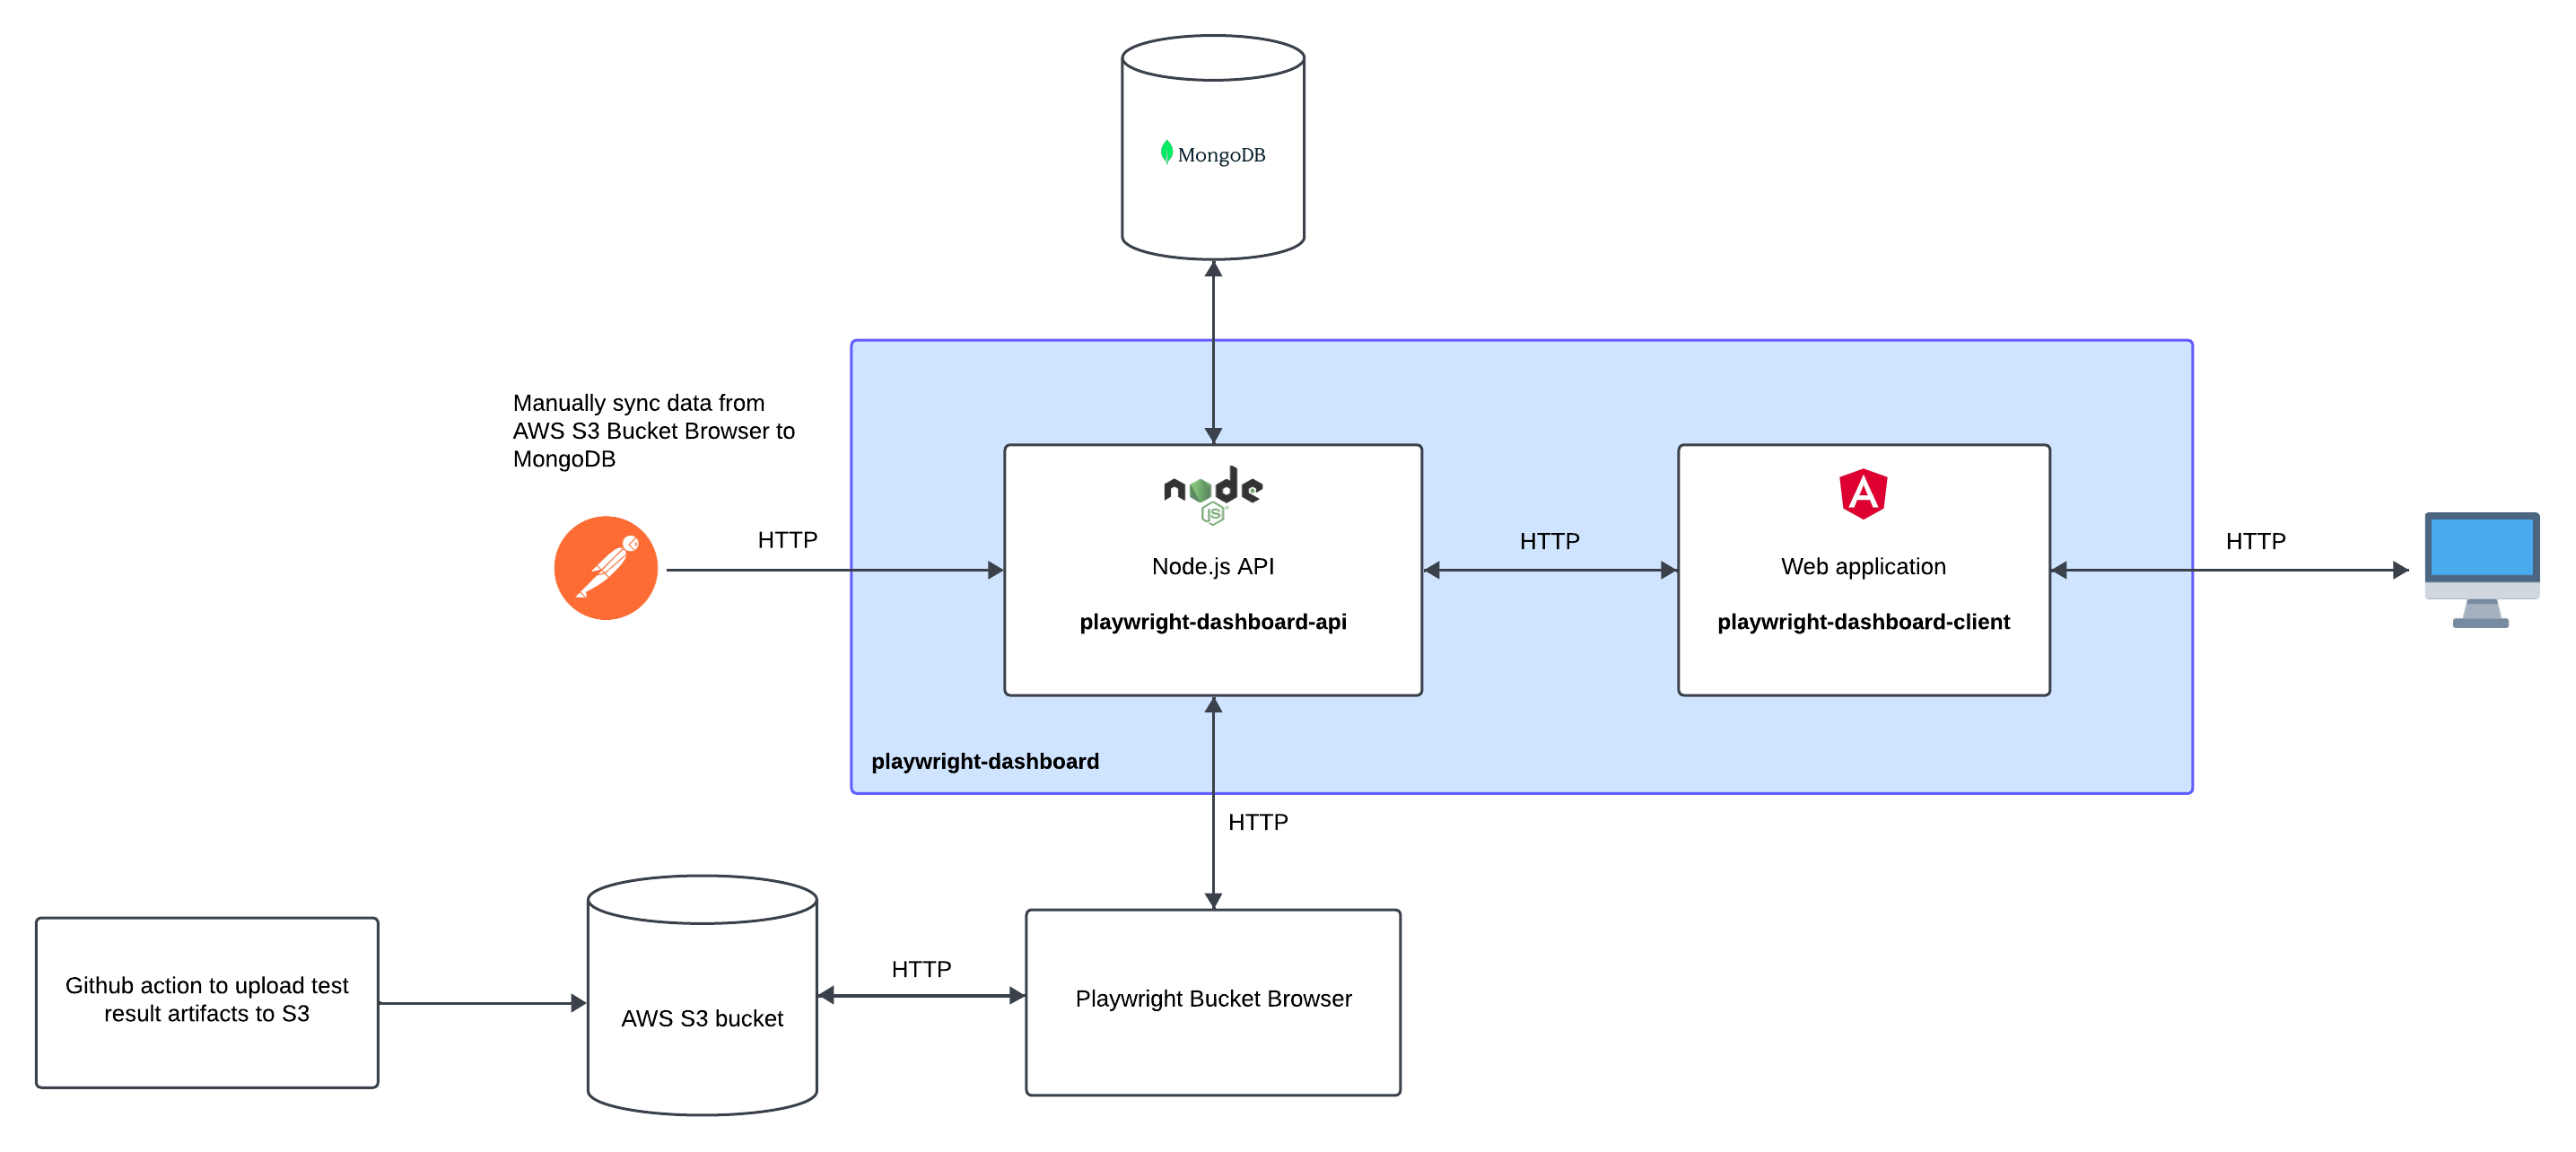 MongoDB
Manually sync data from
AWS S3 Bucket Browser to
MongoDB
HTTP
node
JS
Node.js API
playwright-dashboard-api
HTTP
A
Web application
playwright-dashboard-client
HTTP
playwright-dashboard
HTTP
Github action to upload test
result artifacts to S3
AWS S3 bucket
HTTP
Playwright Bucket Browser